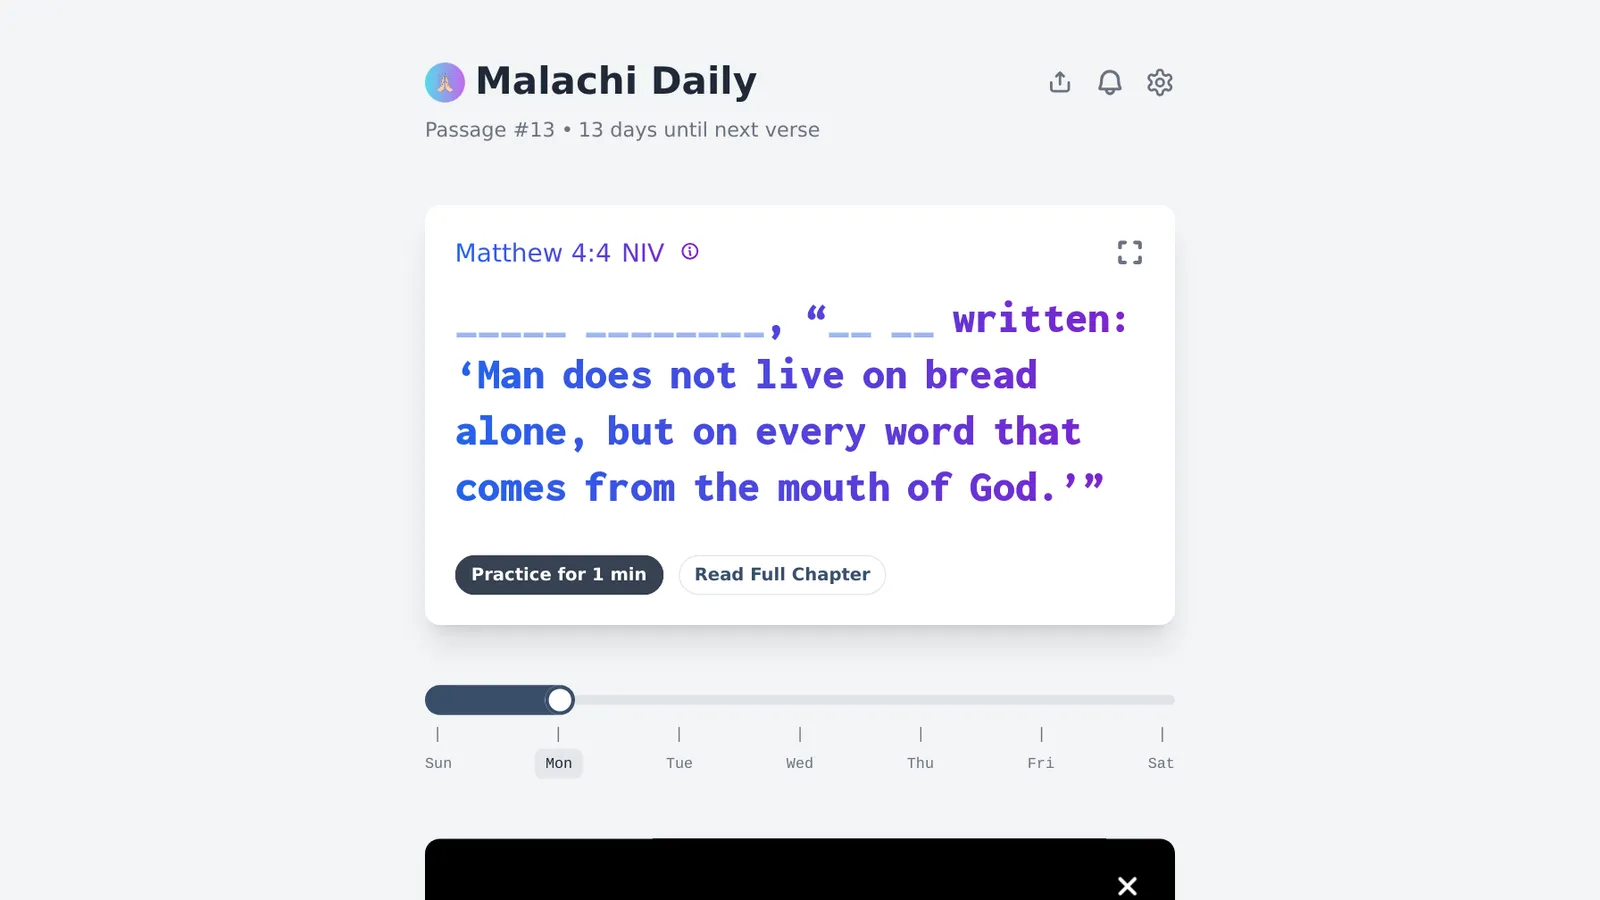 Malachi Daily
Passage #13 • 13 days until next verse
Matthew 4:4 NIV
_____ ________, “__ __ written:
‘Man does not live on bread
alone, but on every word that
comes from the mouth of God.’”
Practice for 1 min
Read Full Chapter
Sun
Mon
Tue
Wed
Thu
Fri
Sat